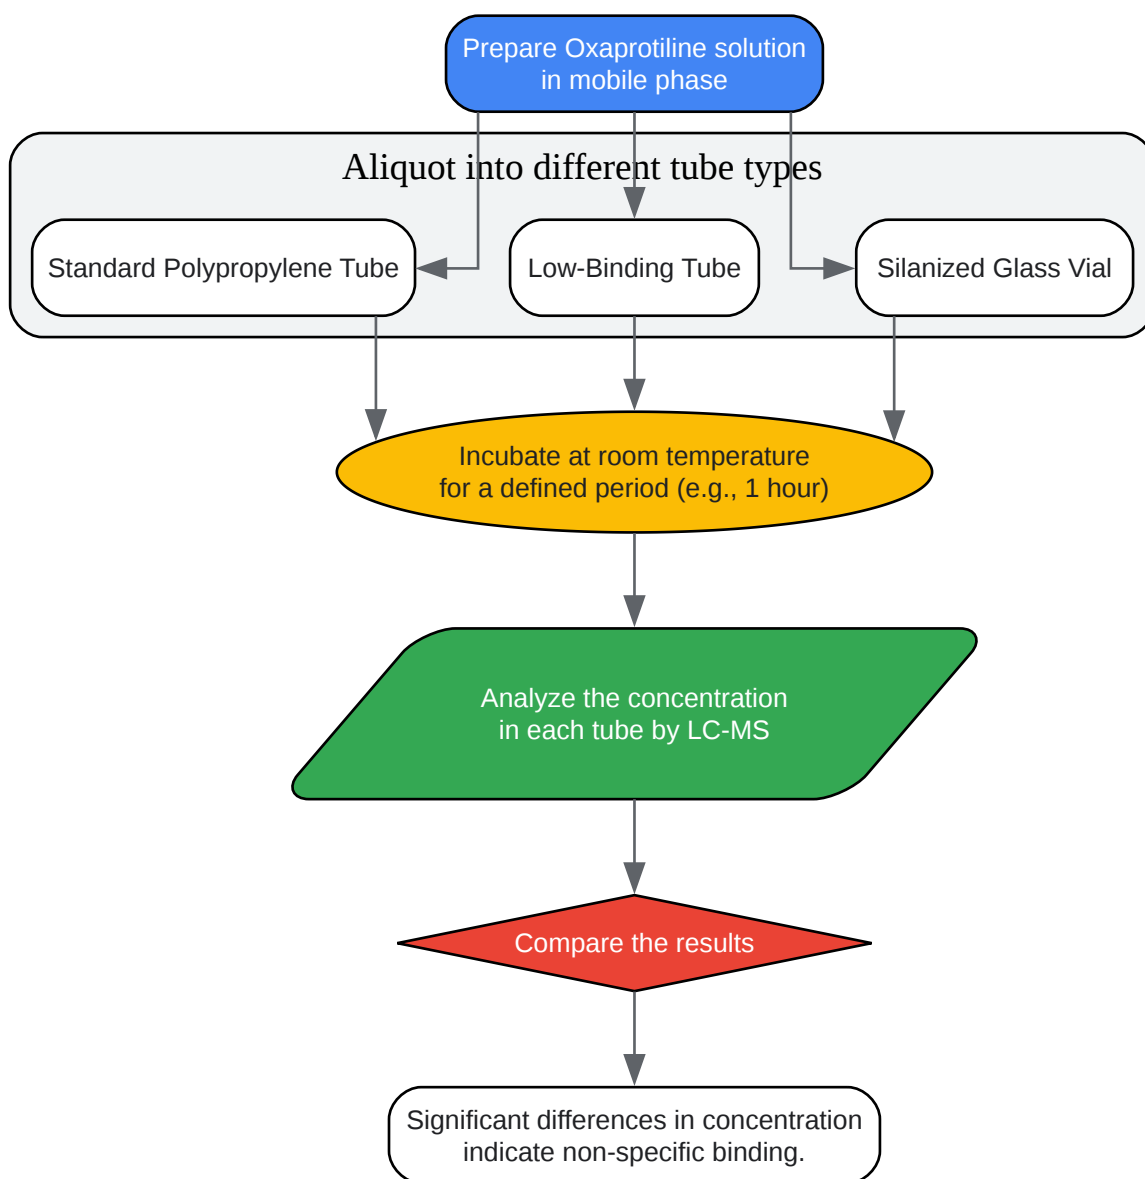 Prepare Oxaprotiline solution
in mobile phase
Aliquot into different tube types
Standard Polypropylene Tube
Low-Binding Tube
Silanized Glass Vial
Incubate at room temperature
for a defined period (e.g., 1 hour)
Analyze the concentration
in each tube by LC-MS
Compare the results
Significant differences in concentration
indicate non-specific binding.